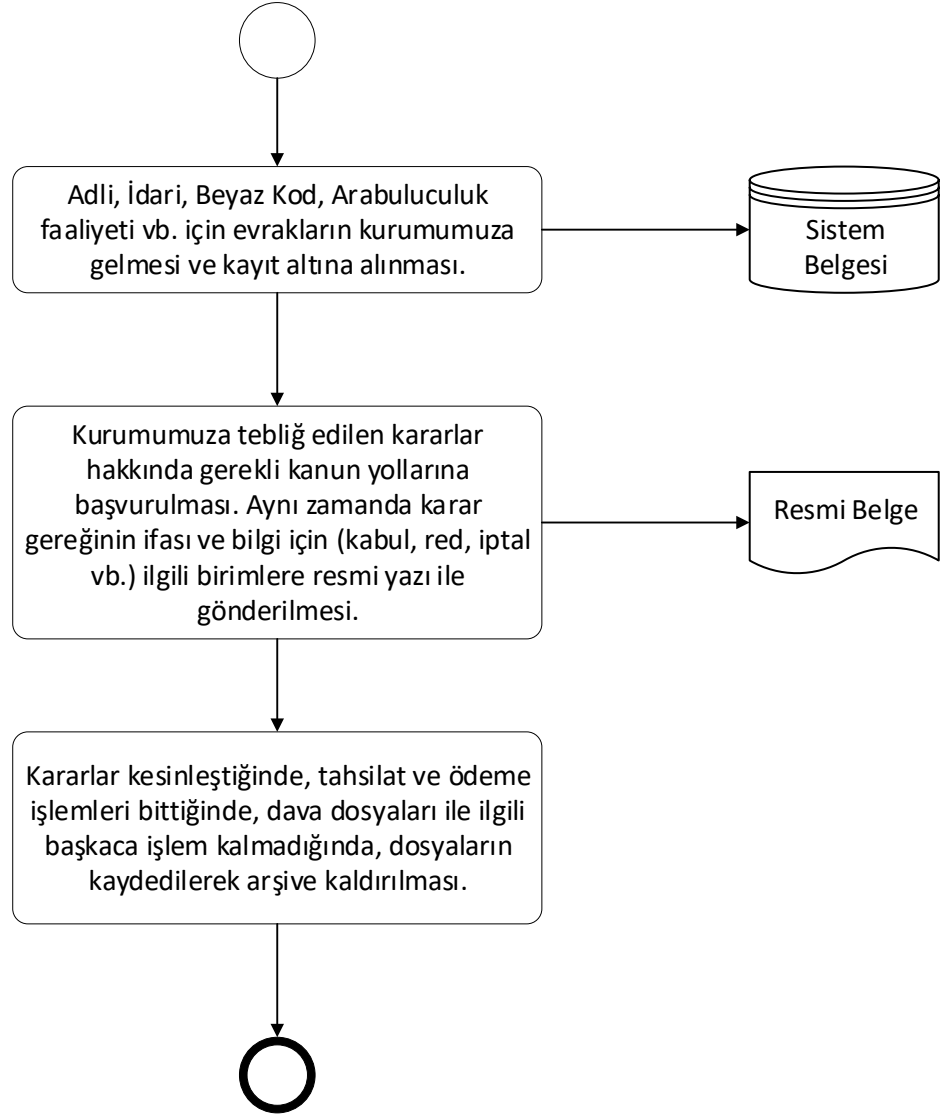 Adli, İdari, Beyaz Kod, Arabuluculuk
faaliyeti vb. için evrakların kurumumuza
gelmesi ve kayıt altına alınması.
Sistem
Belgesi
Kurumumuza tebliğ edilen kararlar
hakkında gerekli kanun yollarına
başvurulması. Aynı zamanda karar
gereğinin ifası ve bilgi için (kabul, red, iptal
vb.) ilgili birimlere resmi yazı ile
gönderilmesi.
Resmi Belge
Kararlar kesinleştiğinde, tahsilat ve ödeme
işlemleri bittiğinde, dava dosyaları ile ilgili
başkaca işlem kalmadığında, dosyaların
kaydedilerek arşive kaldırılması.